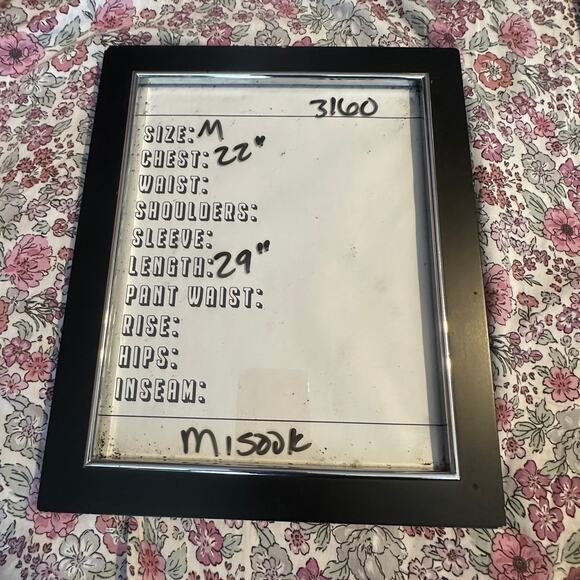 3160
SIZE: M
CHEST: 22"
WAIST:
SHOULDERS:
SLEEVE:
LENGTH: 29"
PANT WAIST:
RISE:
HIPS:
INSEAM:
Misook